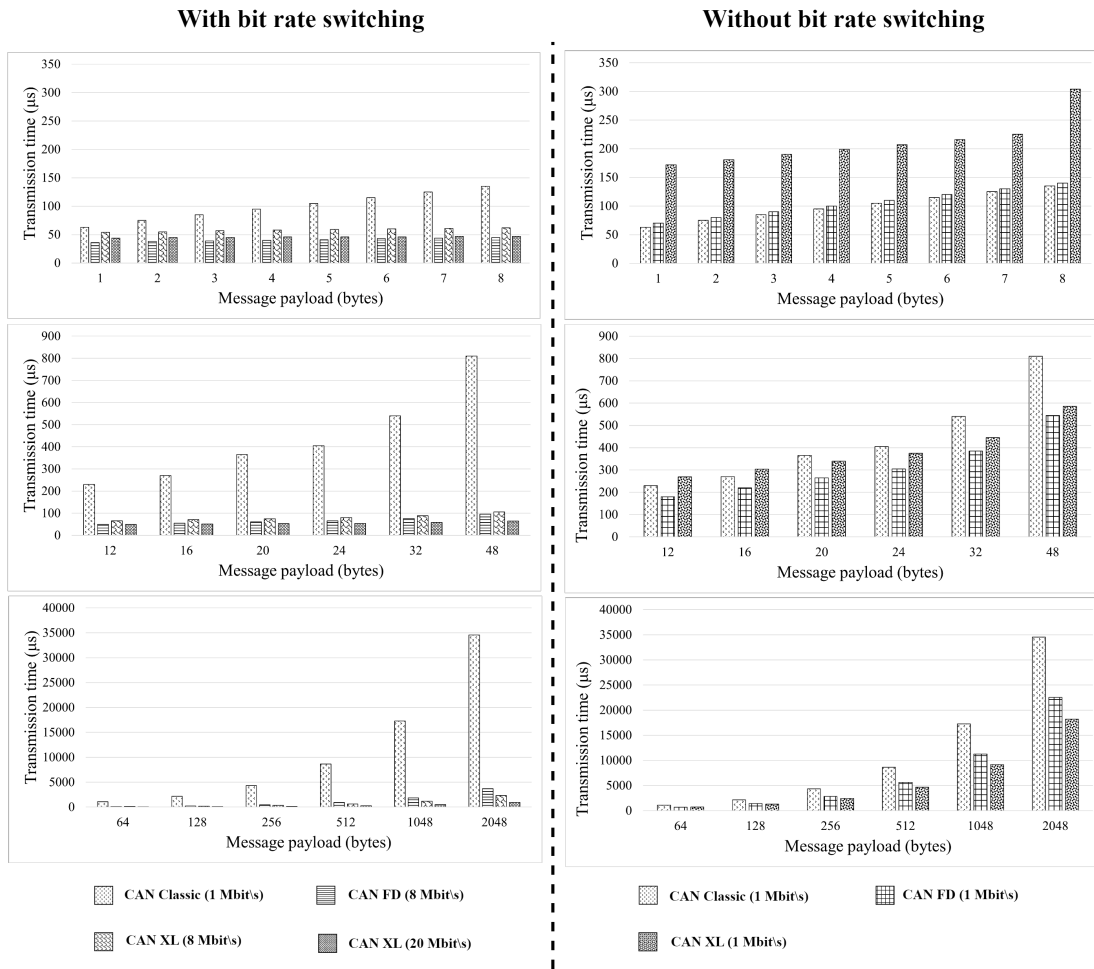 With bit rate switching
Without bit rate switching
350
300
250
200
150
100
50
0
Transmission time (µs)
1 2 3 4 5 6 7 8
Message payload (bytes)
350
300
250
200
150
100
50
0
Transmission time (µs)
1 2 3 4 5 6 7 8
Message payload (bytes)
900
800
700
600
500
400
300
200
100
0
Transmission time (µs)
12 16 20 24 32 48
Message payload (bytes)
900
800
700
600
500
400
300
200
100
0
Transmission time (µs)
12 16 20 24 32 48
Message payload (bytes)
40000
35000
30000
25000
20000
15000
10000
5000
0
Transmission time (µs)
64 128 256 512 1048 2048
Message payload (bytes)
40000
35000
30000
25000
20000
15000
10000
5000
0
Transmission time (µs)
64 128 256 512 1048 2048
Message payload (bytes)
CAN Classic (1 Mbit\s) CAN FD (8 Mbit\s)
CAN XL (8 Mbit\s) CAN XL (20 Mbit\s)
CAN Classic (1 Mbit\s) CAN FD (1 Mbit\s)
CAN XL (1 Mbit\s)